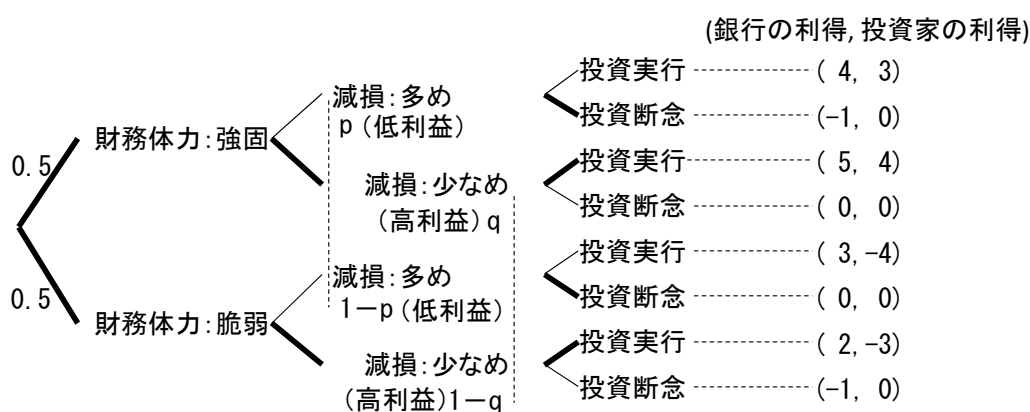 (銀行の利得, 投資家の利得)
投資実行 ( 4, 3)
減損:多め
p(低利益)
投資断念 (-1, 0)
財務体力:強固
0.5
投資実行 ( 5, 4)
減損:少なめ
(高利益)q
投資断念 ( 0, 0)
投資実行 ( 3,-4)
減損:多め
1-p(低利益)
0.5
投資断念 ( 0, 0)
財務体力:脆弱
投資実行 ( 2,-3)
減損:少なめ
(高利益)1-q
投資断念 (-1, 0)